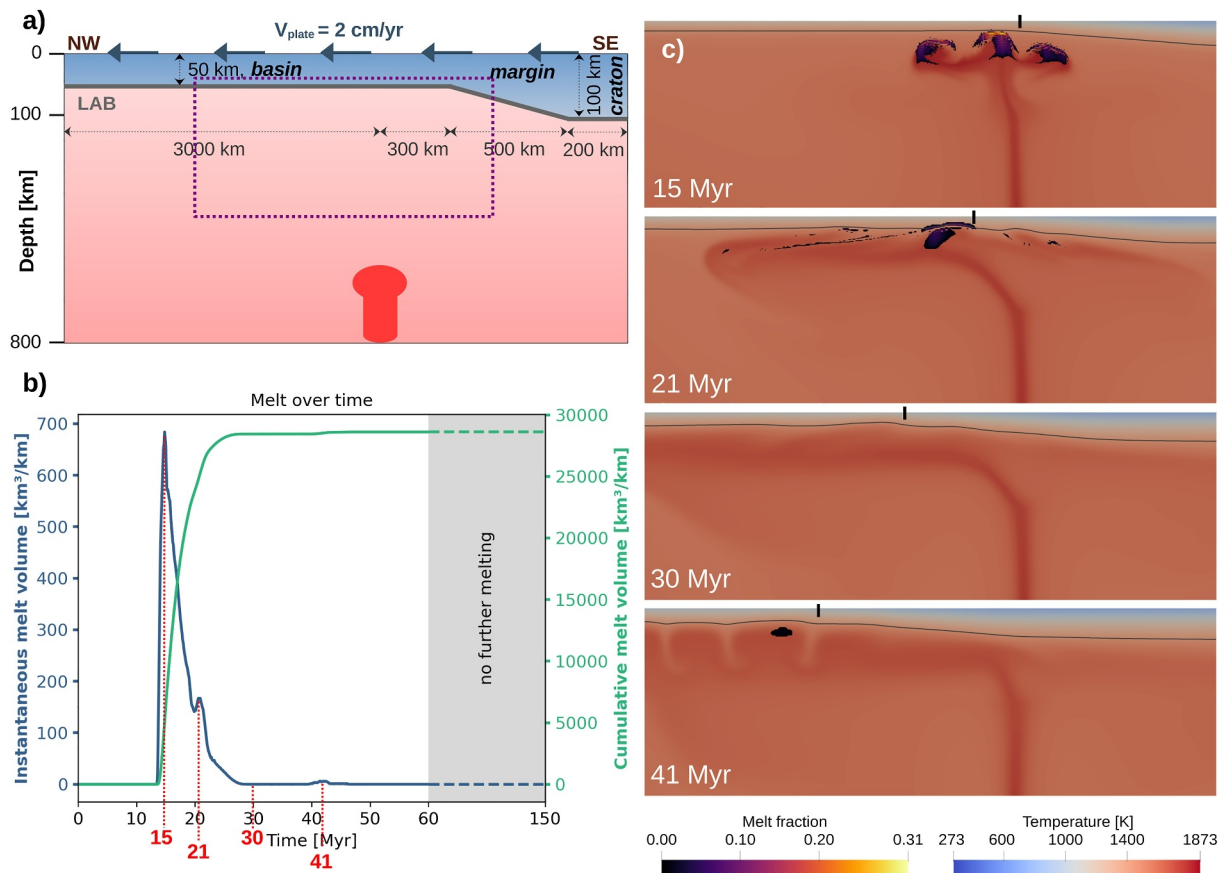 a)
V_plate = 2 cm/yr
NW
SE
0
50 km, basin
margin
100 km
craton
LAB
100
3000 km
300 km
500 km
200 km
Depth [km]
800
b)
Melt over time
700
600
500
400
300
200
100
0
Instantaneous melt volume [km³/km]
30000
25000
20000
15000
10000
5000
0
Cumulative melt volume [km³/km]
no further melting
0
10
20
30
40
50
60
150
Time [Myr]
15
21
30
41
c)
15 Myr
21 Myr
30 Myr
41 Myr
Melt fraction
0.00
0.10
0.20
0.31
Temperature [K]
273
600
1000
1400
1873